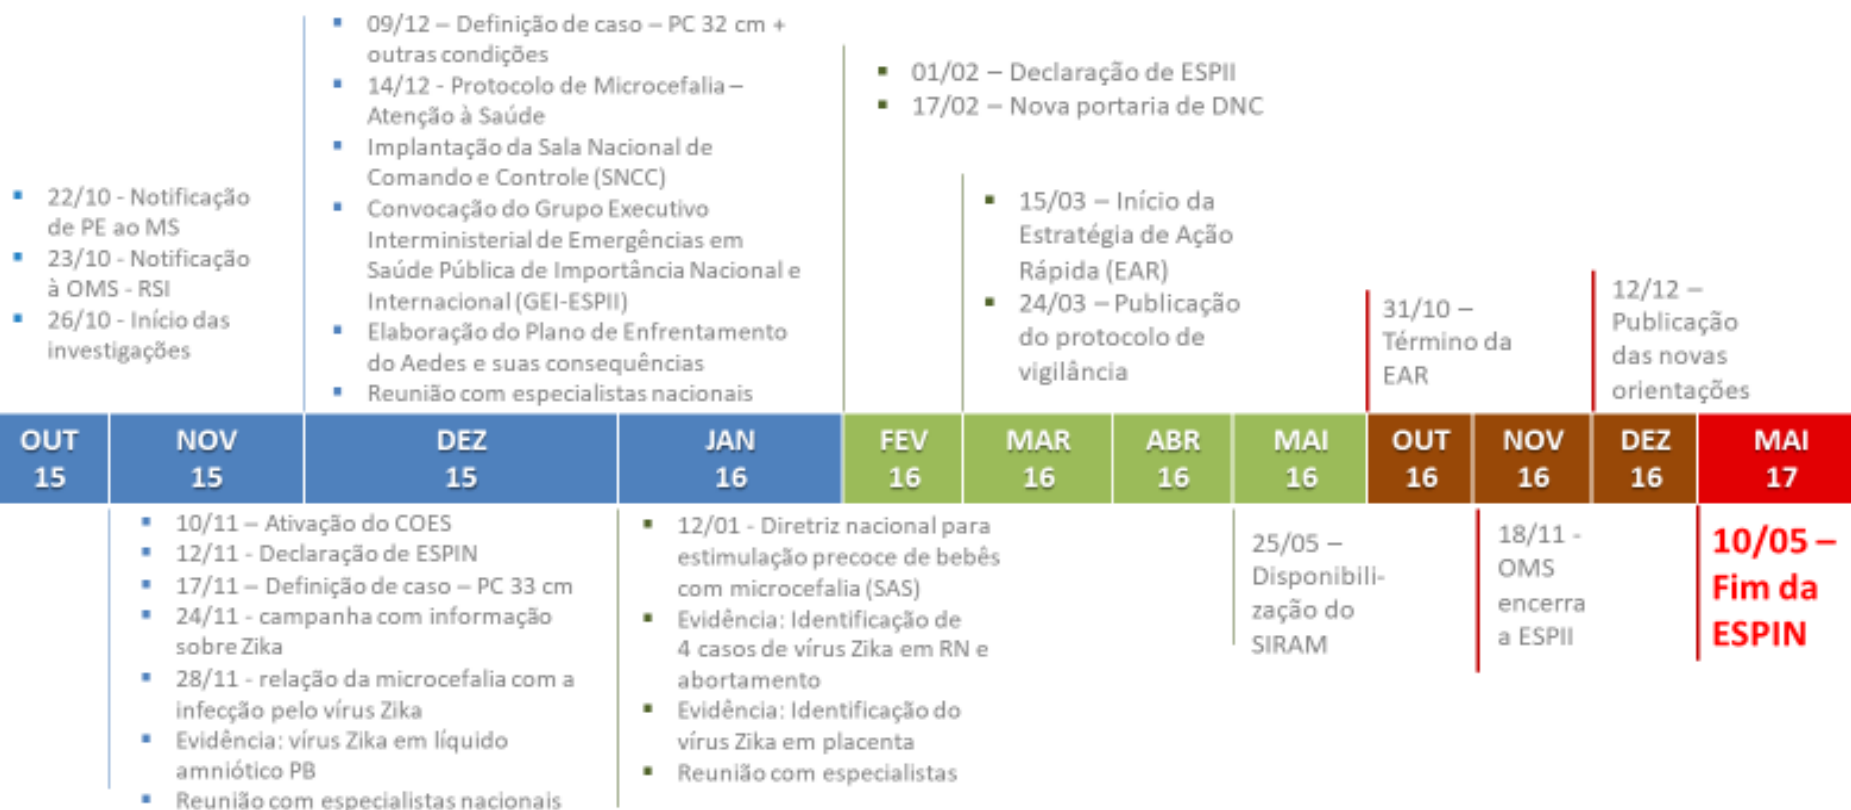 22/10 - Notificação
de PE ao MS
23/10 - Notificação
à OMS - RSI
26/10 - Início das
investigações
09/12 – Definição de caso – PC 32 cm +
outras condições
14/12 - Protocolo de Microcefalia –
Atenção à Saúde
Implantação da Sala Nacional de
Comando e Controle (SNCC)
Convocação do Grupo Executivo
Interministerial de Emergências em
Saúde Pública de Importância Nacional e
Internacional (GEI-ESPII)
Elaboração do Plano de Enfrentamento
do Aedes e suas consequências
Reunião com especialistas nacionais
01/02 – Declaração de ESPII
17/02 – Nova portaria de DNC
15/03 – Início da
Estratégia de Ação
Rápida (EAR)
24/03 – Publicação
do protocolo de
vigilância
31/10 –
Término da
EAR
12/12 –
Publicação
das novas
orientações
OUT
15
NOV
15
DEZ
15
JAN
16
FEV
16
MAR
16
ABR
16
MAI
16
OUT
16
NOV
16
DEZ
16
MAI
17
10/11 – Ativação do COES
12/11 - Declaração de ESPIN
17/11 – Definição de caso – PC 33 cm
24/11 - campanha com informação
sobre Zika
28/11 - relação da microcefalia com a
infecção pelo vírus Zika
Evidência: vírus Zika em líquido
amniótico PB
Reunião com especialistas nacionais
12/01 - Diretriz nacional para
estimulação precoce de bebês
com microcefalia (SAS)
Evidência: Identificação de
4 casos de vírus Zika em RN e
abortamento
Evidência: Identificação do
vírus Zika em placenta
Reunião com especialistas
25/05 –
Disponibili-
zação do
SIRAM
18/11 -
OMS
encerra
a ESPII
10/05 –
Fim da
ESPIN